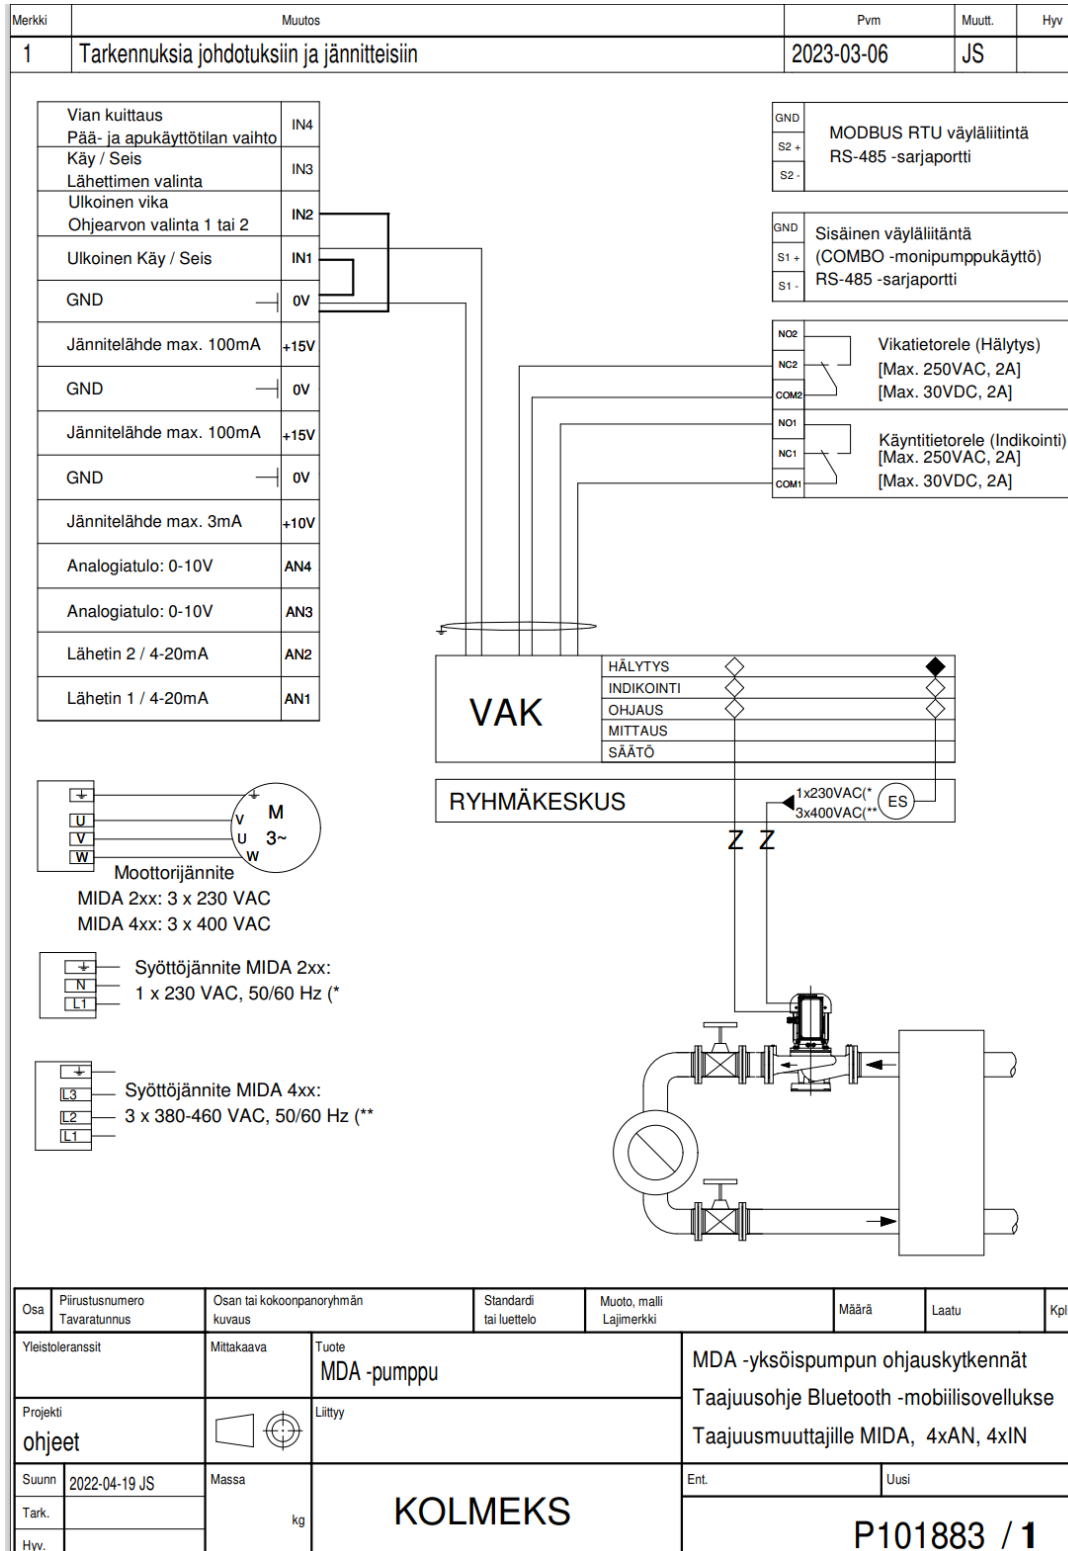 Merkki Muutos Pvm Muutt. Hyv
1 Tarkennuksia johdotuksiin ja jännitteisiin 2023-03-06 JS
Vian kuittaus
Pää- ja apukäyttötilan vaihto IN4
Käy / Seis
Lähettimen valinta IN3
Ulkoinen vika
Ohjearvon valinta 1 tai 2 IN2
Ulkoinen Käy / Seis IN1
GND 0V
Jännitelähde max. 100mA +15V
GND 0V
Jännitelähde max. 100mA +15V
GND 0V
Jännitelähde max. 3mA +10V
Analogiatulo: 0-10V AN4
Analogiatulo: 0-10V AN3
Lähetin 2 / 4-20mA AN2
Lähetin 1 / 4-20mA AN1
GND
S2 +
S2 -
MODBUS RTU väyläliitintä
RS-485 -sarjaportti
GND
S1 +
S1 -
Sisäinen väyläliitäntä
(COMBO -monipumppukäyttö)
RS-485 -sarjaportti
NO2
NC2
COM2
Vikatietorele (Hälytys)
[Max. 250VAC, 2A]
[Max. 30VDC, 2A]
NO1
NC1
COM1
Käyntitietorele (Indikointi)
[Max. 250VAC, 2A]
[Max. 30VDC, 2A]
VAK
HÄLYTYS
INDIKOINTI
OHJAUS
MITTAUS
SÄÄTÖ
RYHMÄKESKUS
1x230VAC(*
3x400VAC(**
ES
Z Z
U
V
W
V
U
W
M
3~
Moottorijännite
MIDA 2xx: 3 x 230 VAC
MIDA 4xx: 3 x 400 VAC
N
L1
Syöttöjännite MIDA 2xx:
1 x 230 VAC, 50/60 Hz (*
L3
L2
L1
Syöttöjännite MIDA 4xx:
3 x 380-460 VAC, 50/60 Hz (**
Osa
Piirustusnumero
Tavaratunnus
Osan tai kokoonpanoryhmän
kuvaus
Standardi
tai luettelo
Muoto, malli
Lajimerkki
Määrä
Laatu
Kpl
Yleistoleranssit
Mittakaava
Tuote
MDA -pumppu
MDA -yksöispumpun ohjauskytkennät
Taajuusohje Bluetooth -mobiilisovellukse
Taajuusmuuttajille MIDA, 4xAN, 4xIN
Projekti
ohjeet
Liittyy
Suunn 2022-04-19 JS
Tark.
Hyv.
Massa
kg
KOLMEKS
Ent.
Uusi
P101883 / 1